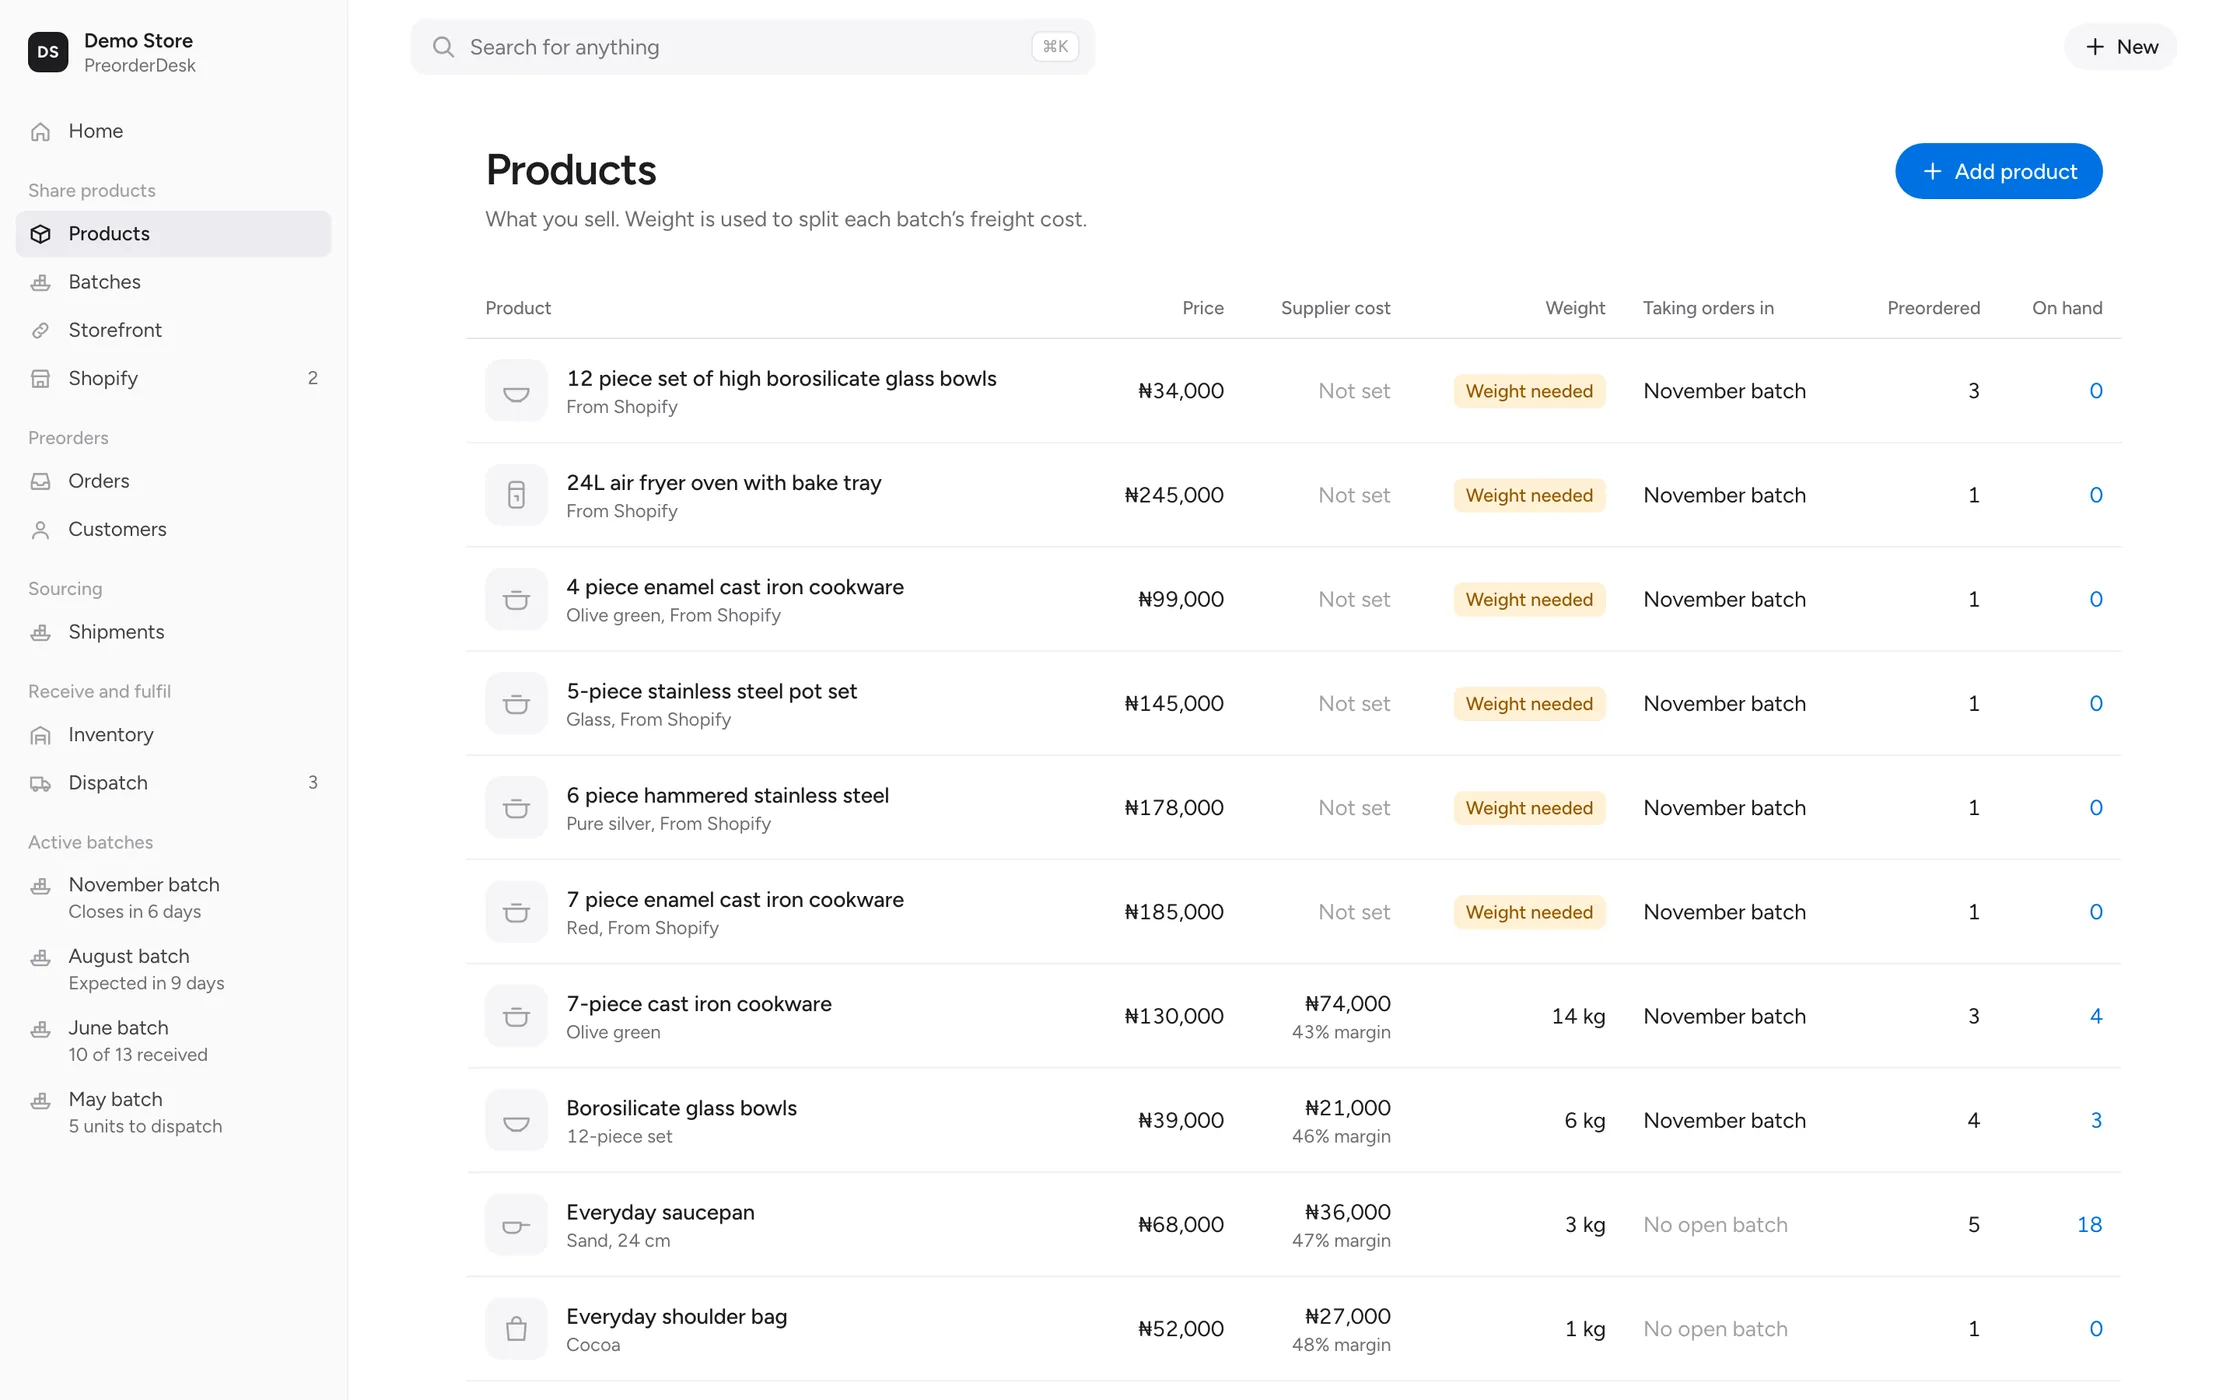 DS
Demo Store
PreorderDesk
Home
Share products
Products
Batches
Storefront
Shopify 2
Preorders
Orders
Customers
Sourcing
Shipments
Receive and fulfil
Inventory
Dispatch 3
Active batches
November batch
Closes in 6 days
August batch
Expected in 9 days
June batch
10 of 13 received
May batch
5 units to dispatch
Search for anything ⌘K
+ New
Products
+ Add product
What you sell. Weight is used to split each batch’s freight cost.
Product Price Supplier cost Weight Taking orders in Preordered On hand
12 piece set of high borosilicate glass bowls
From Shopify
₦34,000 Not set Weight needed November batch 3 0
24L air fryer oven with bake tray
From Shopify
₦245,000 Not set Weight needed November batch 1 0
4 piece enamel cast iron cookware
Olive green, From Shopify
₦99,000 Not set Weight needed November batch 1 0
5-piece stainless steel pot set
Glass, From Shopify
₦145,000 Not set Weight needed November batch 1 0
6 piece hammered stainless steel
Pure silver, From Shopify
₦178,000 Not set Weight needed November batch 1 0
7 piece enamel cast iron cookware
Red, From Shopify
₦185,000 Not set Weight needed November batch 1 0
7-piece cast iron cookware
Olive green
₦130,000 ₦74,000 14 kg November batch 3 4
43% margin
Borosilicate glass bowls
12-piece set
₦39,000 ₦21,000 6 kg November batch 4 3
46% margin
Everyday saucepan
Sand, 24 cm
₦68,000 ₦36,000 3 kg No open batch 5 18
47% margin
Everyday shoulder bag
Cocoa
₦52,000 ₦27,000 1 kg No open batch 1 0
48% margin